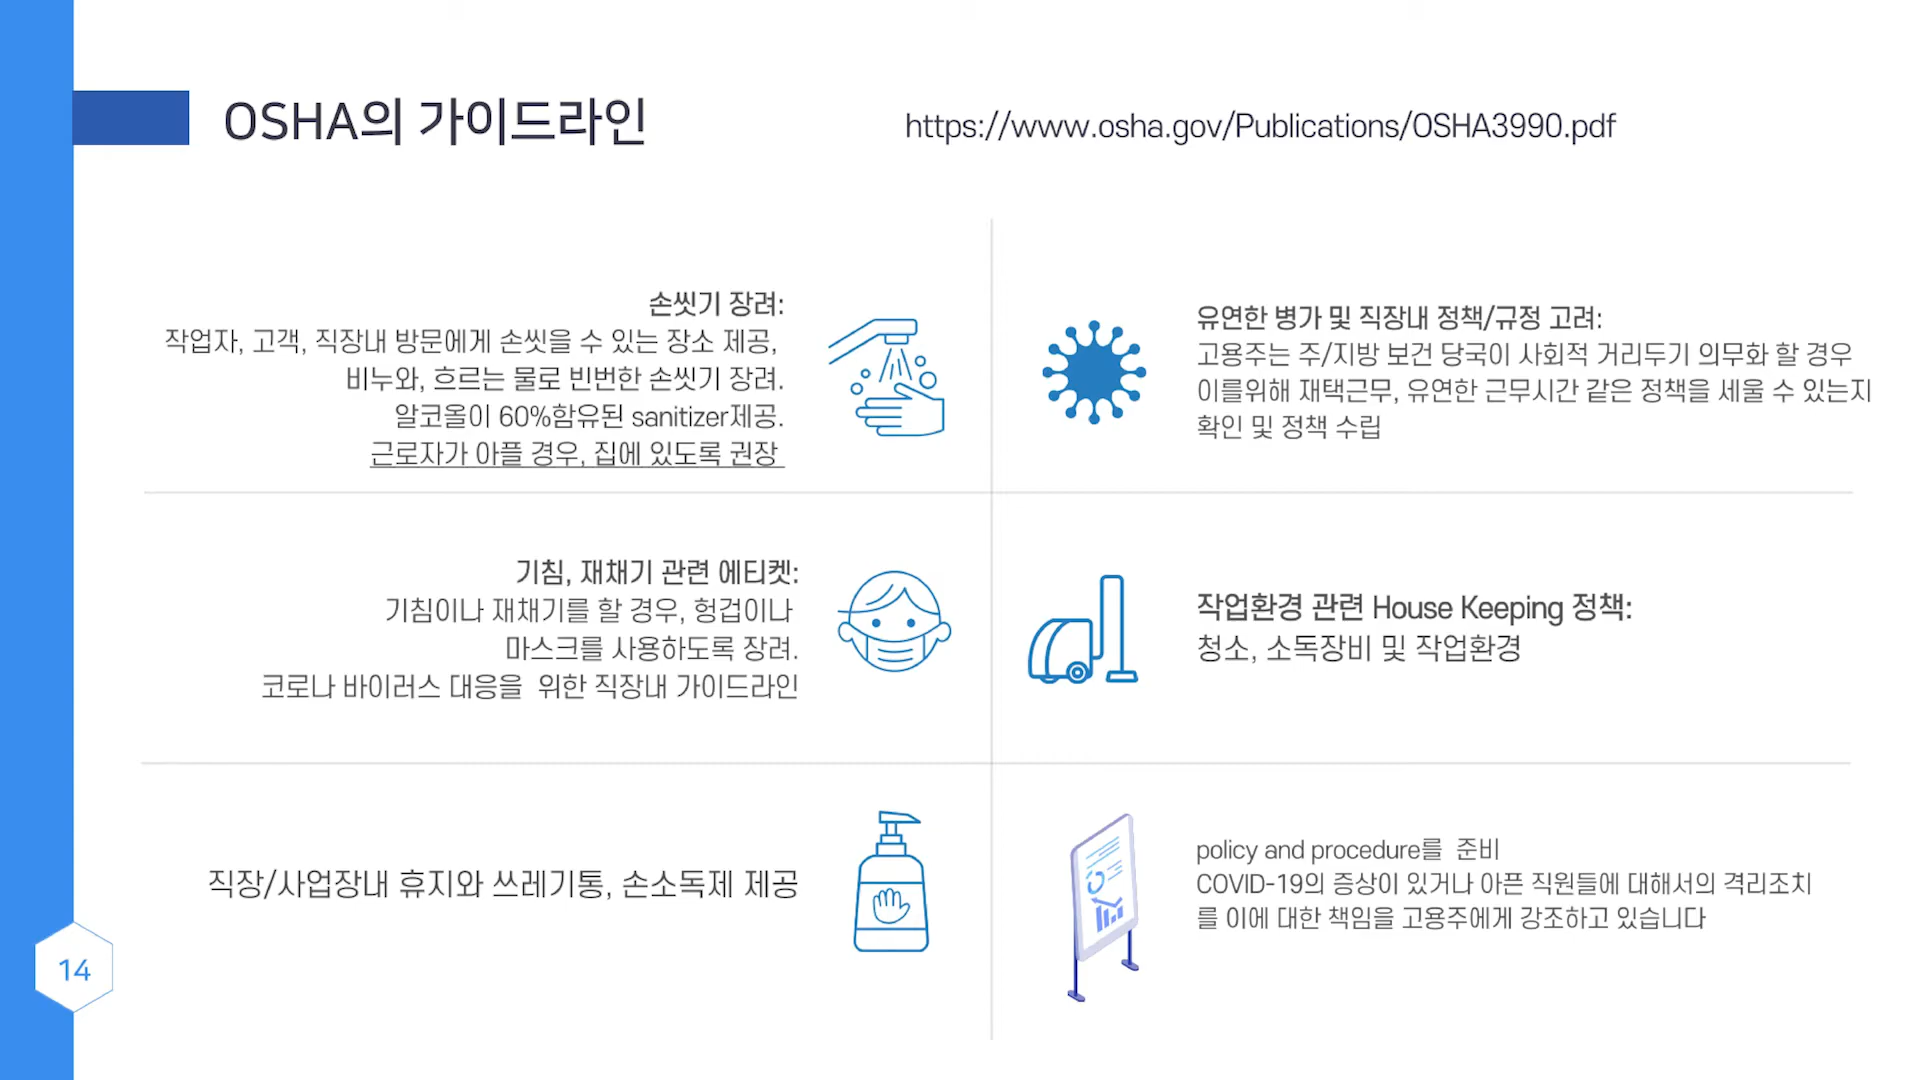 OSHA의 가이드라인
https://www.osha.gov/Publications/OSHA3990.pdf
손씻기 장려:
작업자, 고객, 직장내 방문에게 손씻을 수 있는 장소 제공,
비누와, 흐르는 물로 빈번한 손씻기 장려.
알코올이 60%함유된 sanitizer제공.
근로자가 아플 경우, 집에 있도록 권장
유연한 병가 및 직장내 정책/규정 고려:
고용주는 주/지방 보건 당국이 사회적 거리두기 의무화 할 경우
이를위해 재택근무, 유연한 근무시간 같은 정책을 세울 수 있는지
확인 및 정책 수립
기침, 재채기 관련 에티켓:
기침이나 재채기를 할 경우, 헝겁이나
마스크를 사용하도록 장려.
코로나 바이러스 대응을 위한 직장내 가이드라인
작업환경 관련 House Keeping 정책:
청소, 소독장비 및 작업환경
직장/사업장내 휴지와 쓰레기통, 손소독제 제공
policy and procedure를 준비
COVID-19의 증상이 있거나 아픈 직원들에 대해서의 격리조치
를 이에 대한 책임을 고용주에게 강조하고 있습니다
14